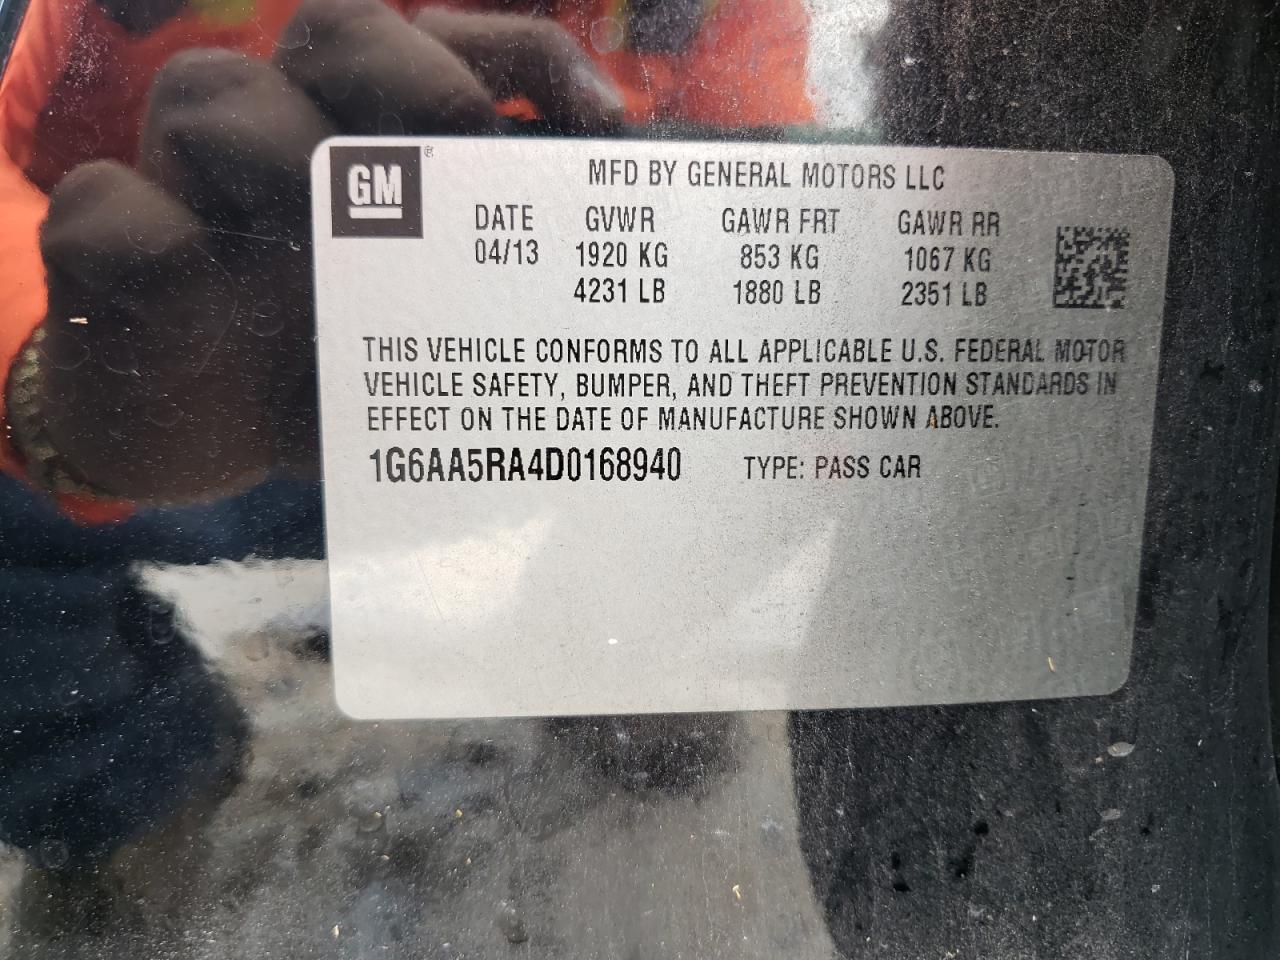 GM®
MFD BY GENERAL MOTORS LLC
DATE GVWR GAWR FRT GAWR RR
04/13 1920 KG 853 KG 1067 KG
4231 LB 1880 LB 2351 LB
THIS VEHICLE CONFORMS TO ALL APPLICABLE U.S. FEDERAL MOTOR
VEHICLE SAFETY, BUMPER, AND THEFT PREVENTION STANDARDS IN
EFFECT ON THE DATE OF MANUFACTURE SHOWN ABOVE.
1G6AA5RA4D0168940 TYPE: PASS CAR